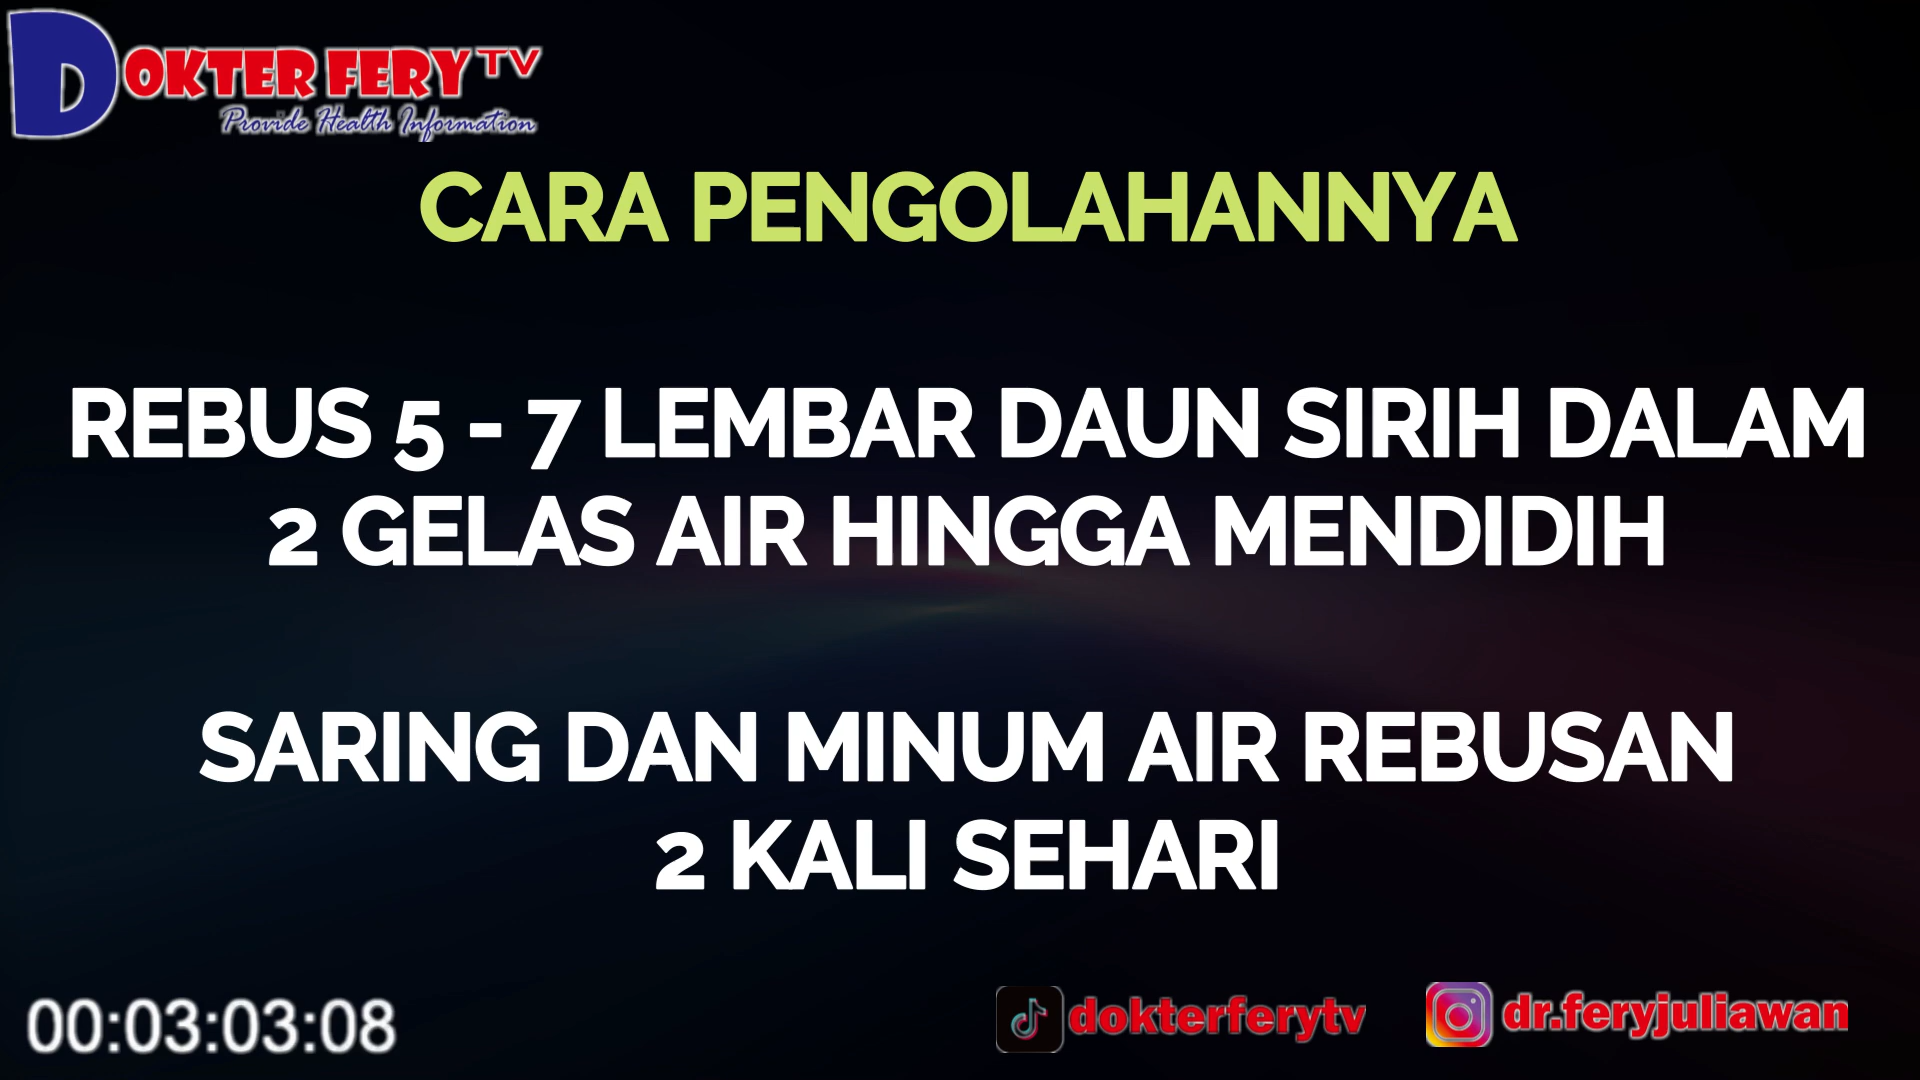 DOKTER FERY TV
Provide Health Information
CARA PENGOLAHANNYA
REBUS 5 - 7 LEMBAR DAUN SIRIH DALAM
2 GELAS AIR HINGGA MENDIDIH
SARING DAN MINUM AIR REBUSAN
2 KALI SEHARI
00:03:03:08
dokterferytv
dr.feryjuliawan